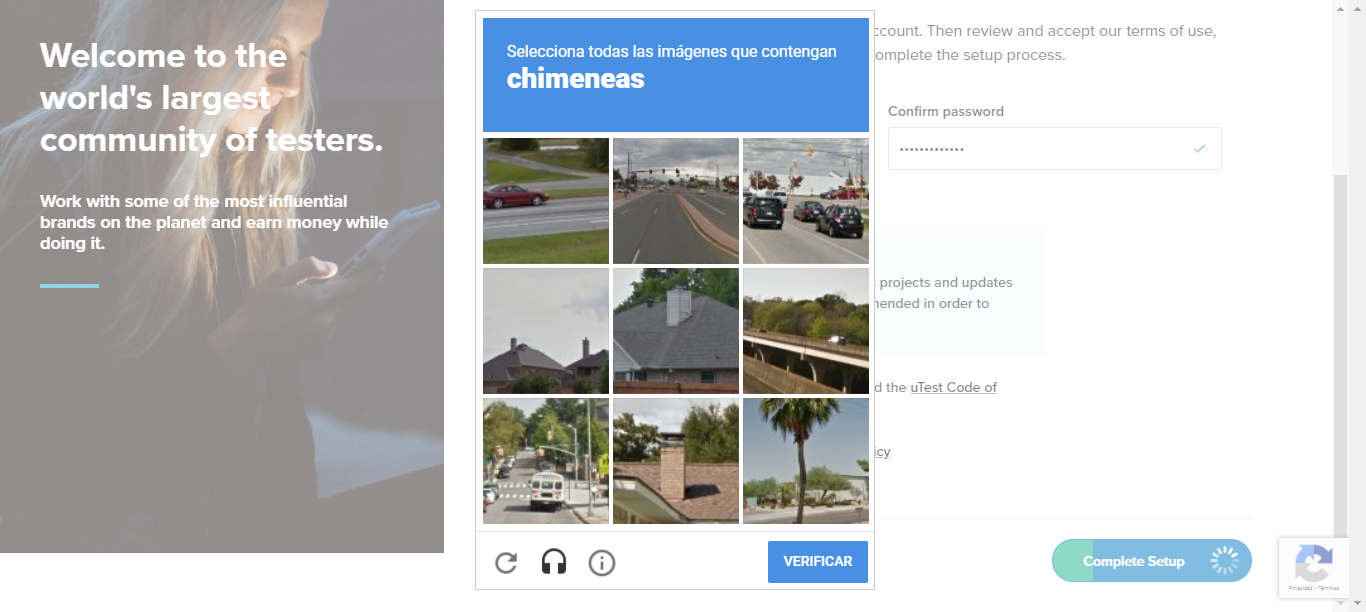 Welcome to the
world's largest
community of testers.
Work with some of the most influential
brands on the planet and earn money while
doing it.
Selecciona todas las imágenes que contengan
chimeneas
VERIFICAR
count. Then review and accept our terms of use,
omplete the setup process.
Confirm password
•••••••••••••
projects and updates
ended in order to
d the uTest Code of
icy
Complete Setup
Privacidad - Términos